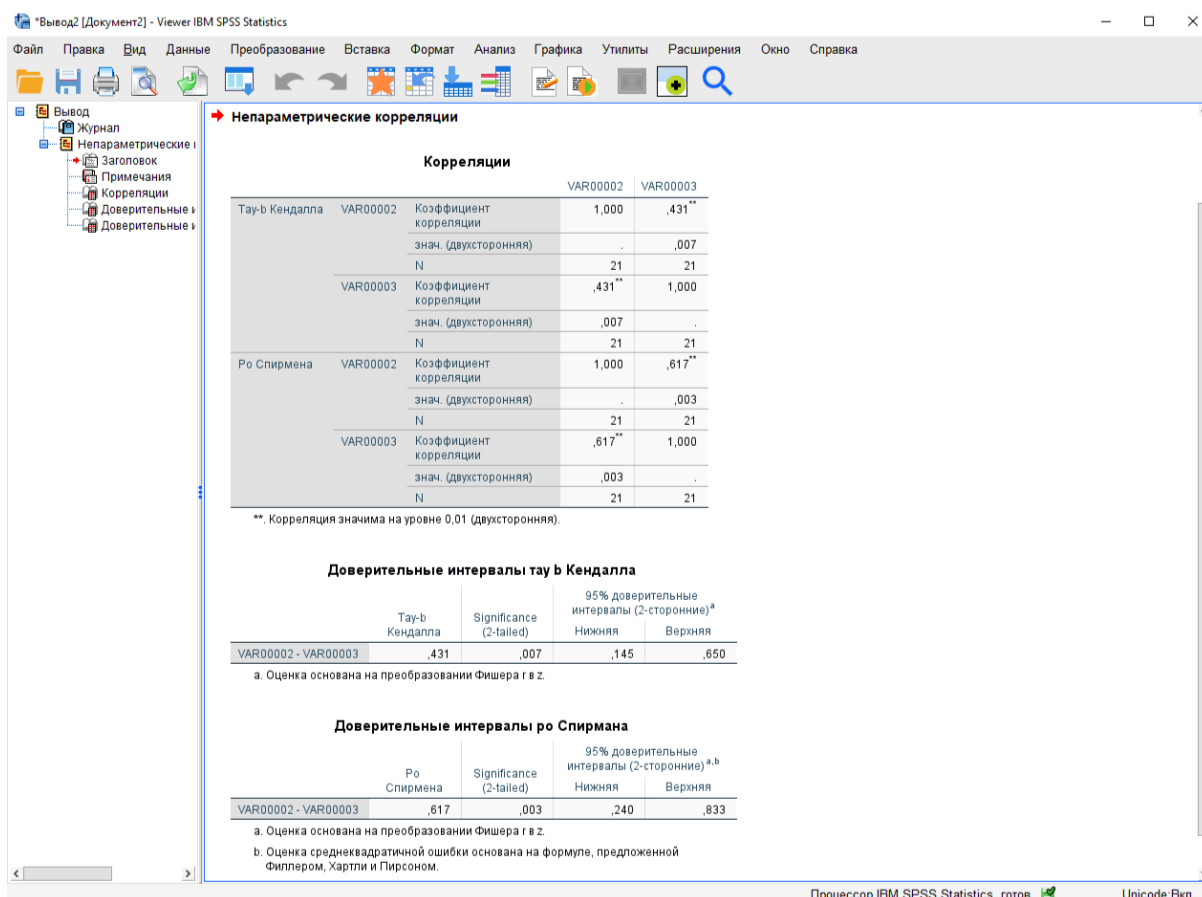 *Вывод2 [Документ2] - Viewer IBM SPSS Statistics
Файл Правка Вид Данные Преобразование Вставка Формат Анализ Графика Утилиты Расширения Окно Справка
Вывод
Журнал
Непараметрические
Заголовок
Примечания
Корреляции
Доверительные
Доверительные
Непараметрические корреляции
Корреляции
VAR00002 VAR00003
Тау-b Кендалла VAR00002 Коэффициент корреляции 1,000 ,431**
знач. (двухсторонняя) . ,007
N 21 21
VAR00003 Коэффициент корреляции ,431** 1,000
знач. (двухсторонняя) ,007 .
N 21 21
Ро Спирмена VAR00002 Коэффициент корреляции 1,000 ,617**
знач. (двухсторонняя) . ,003
N 21 21
VAR00003 Коэффициент корреляции ,617** 1,000
знач. (двухсторонняя) ,003 .
N 21 21
**. Корреляция значима на уровне 0,01 (двухсторонняя).
Доверительные интервалы тау b Кендалла
95% доверительные
интервалы (2-сторонние)a
Тау-b Кендалла Significance (2-tailed) Нижняя Верхняя
VAR00002 - VAR00003 ,431 ,007 ,145 ,650
a. Оценка основана на преобразовании Фишера r в z.
Доверительные интервалы ро Спирмана
95% доверительные
интервалы (2-сторонние)a,b
Ро Спирмена Significance (2-tailed) Нижняя Верхняя
VAR00002 - VAR00003 ,617 ,003 ,240 ,833
a. Оценка основана на преобразовании Фишера r в z.
b. Оценка среднеквадратичной ошибки основана на формуле, предложенной
Филлером, Хартли и Пирсоном.
Процессор IBM SPSS Statistics готов Unicode:Вкл